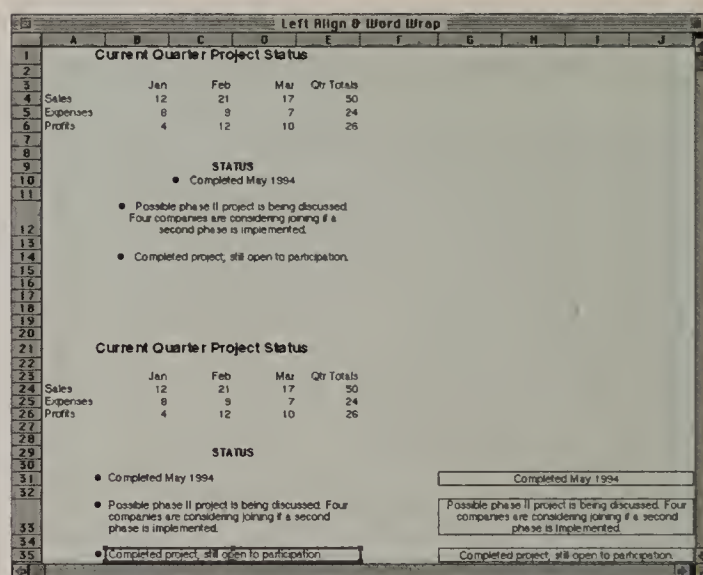 Left Align & Word Wrap
A B C D E F G H I J
1 Current Quarter Project Status
2
3 Jan Feb Mar Qtr Totals
4 Sales 12 21 17 50
5 Expenses 8 9 7 24
6 Profits 4 12 10 26
7
8
9 STATUS
10 • Completed May 1994
11
• Possible phase II project is being discussed.
Four companies are considering joining if a
12 second phase is implemented.
13
14 • Completed project, still open to participation.
15
16
17
18
19
20
21 Current Quarter Project Status
22
23 Jan Feb Mar Qtr Totals
24 Sales 12 21 17 50
25 Expenses 8 9 7 24
26 Profits 4 12 10 26
27
28
29 STATUS
30
31 • Completed May 1994 Completed May 1994
32
• Possible phase II project is being discussed. Four Possible phase II project is being discussed. Four
companies are considering joining if a second companies are considering joining if a second
33 phase is implemented. phase is implemented.
34
35 • Completed project, still open to participation. Completed project, still open to participation.